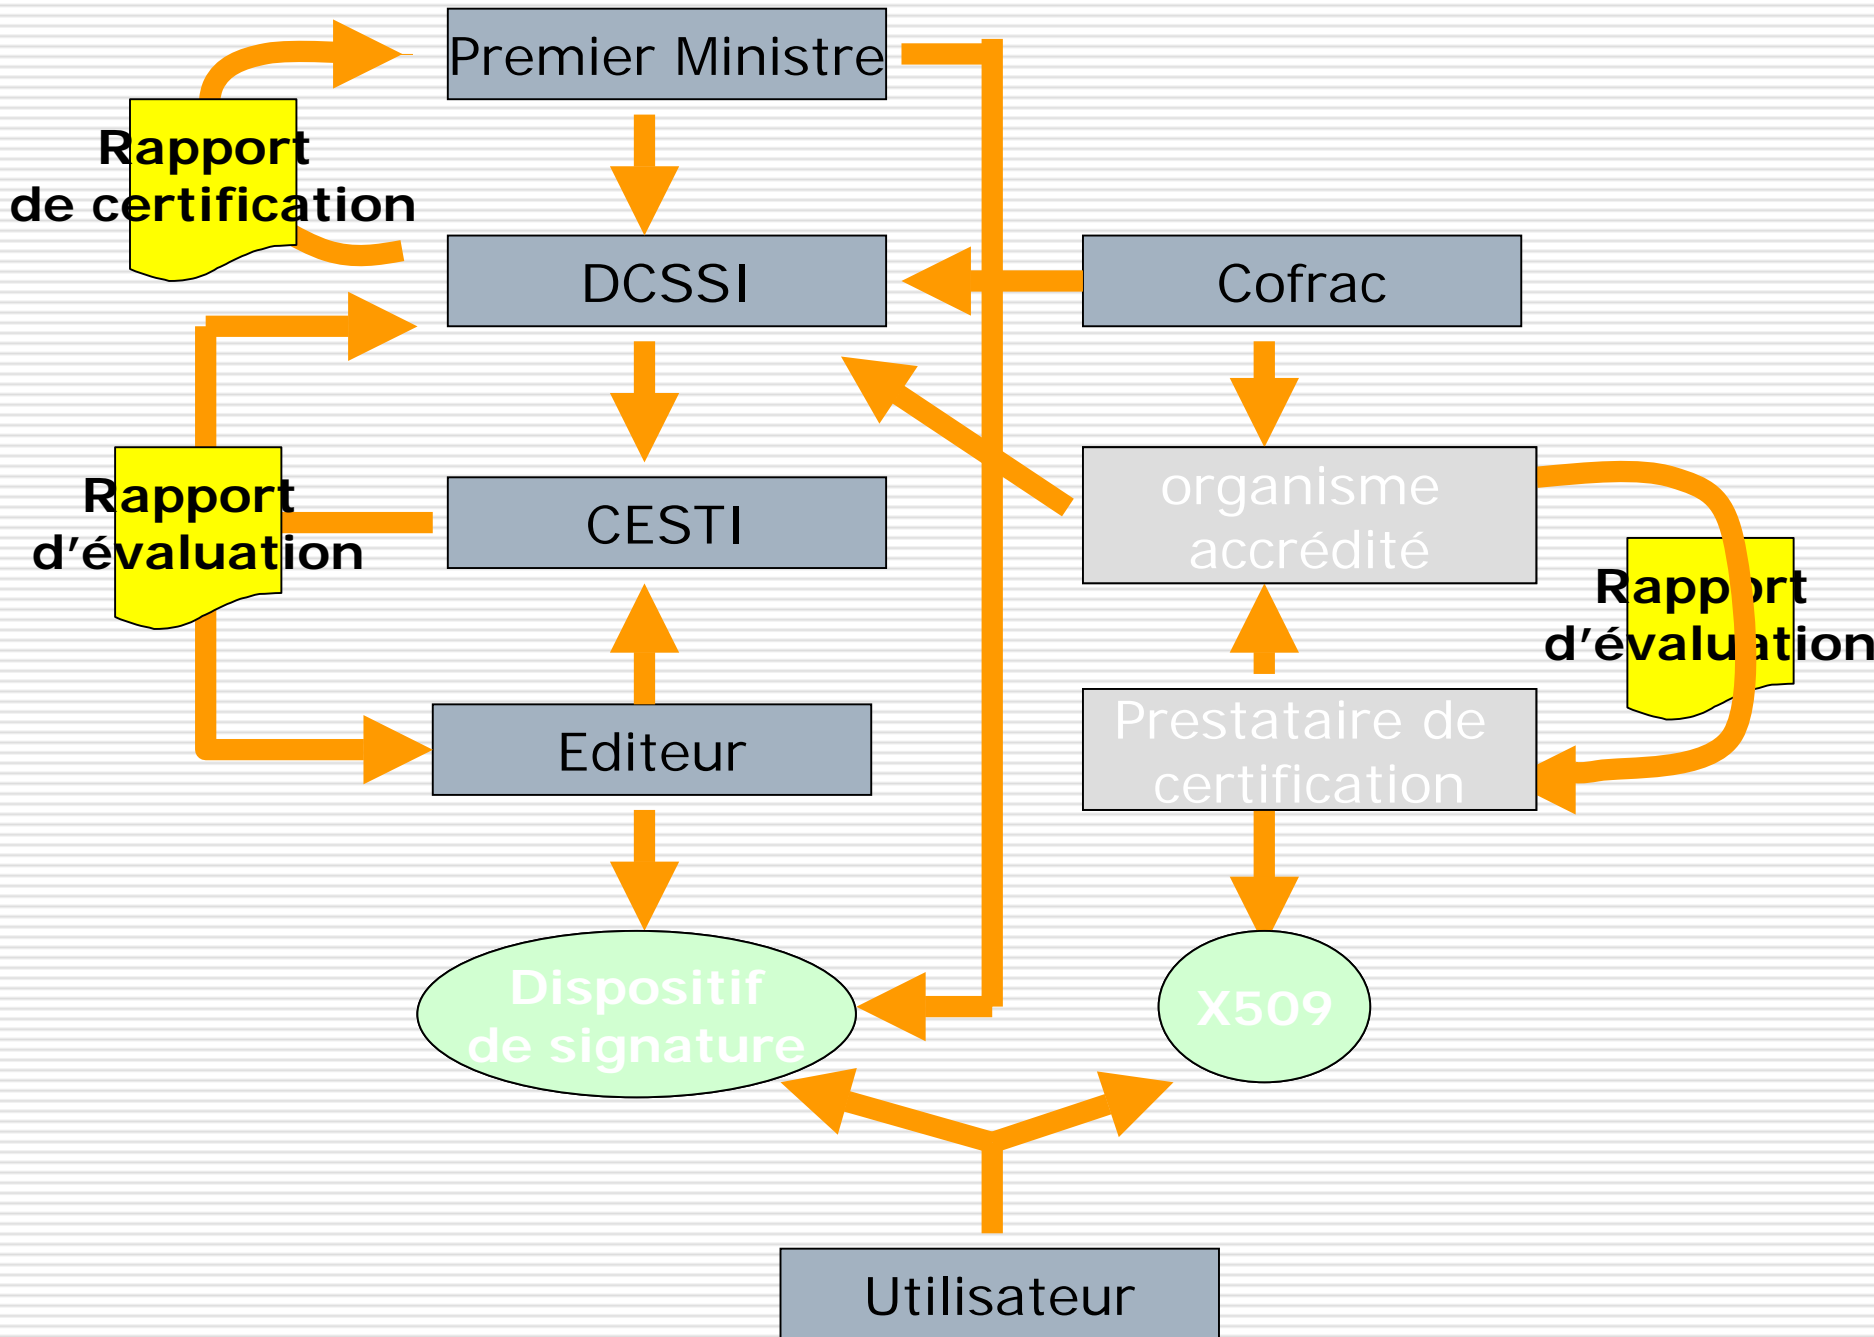 Premier Ministre
Rapport
de certification
DCSSI
Cofrac
Rapport
d’évaluation
CESTI
organisme
accrédité
Rapport
d’évaluation
Editeur
Prestataire de
certification
Dispositif
de signature
X509
Utilisateur